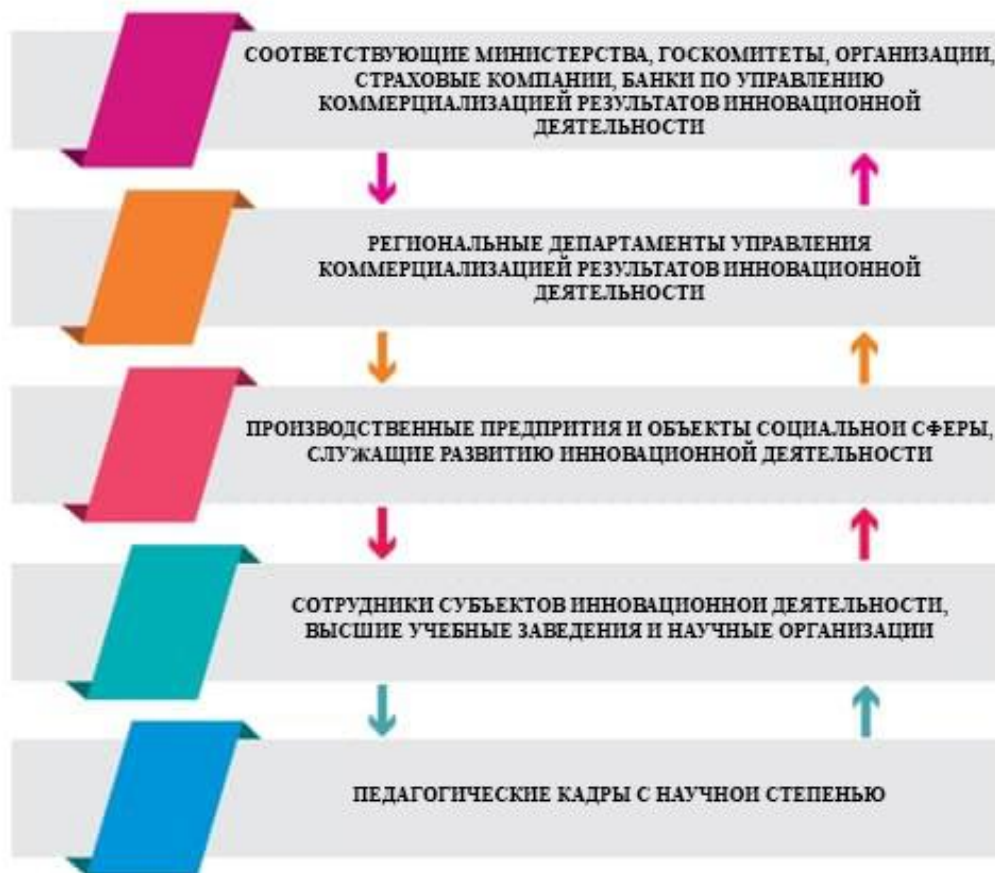 СООТВЕТСТВУЮЩИЕ МИНИСТЕРСТВА, ГОСКОМИТЕТЫ, ОРГАНИЗАЦИИ,
СТРАХОВЫЕ КОМПАНИИ, БАНКИ ПО УПРАВЛЕНИЮ
КОММЕРЦИАЛИЗАЦИЕЙ РЕЗУЛЬТАТОВ ИННОВАЦИОННОЙ
ДЕЯТЕЛЬНОСТИ
РЕГИОНАЛЬНЫЕ ДЕПАРТАМЕНТЫ УПРАВЛЕНИЯ
КОММЕРЦИАЛИЗАЦИЕЙ РЕЗУЛЬТАТОВ ИННОВАЦИОННОЙ
ДЕЯТЕЛЬНОСТИ
ПРОИЗВОДСТВЕННЫЕ ПРЕДПРИТИЯ И ОБЪЕКТЫ СОЦИАЛЬНОЙ СФЕРЫ,
СЛУЖАЩИЕ РАЗВИТИЮ ИННОВАЦИОННОЙ ДЕЯТЕЛЬНОСТИ
СОТРУДНИКИ СУБЪЕКТОВ ИННОВАЦИОННОЙ ДЕЯТЕЛЬНОСТИ,
ВЫСШИЕ УЧЕБНЫЕ ЗАВЕДЕНИЯ И НАУЧНЫЕ ОРГАНИЗАЦИИ
ПЕДАГОГИЧЕСКИЕ КАДРЫ С НАУЧНОЙ СТЕПЕНЬЮ